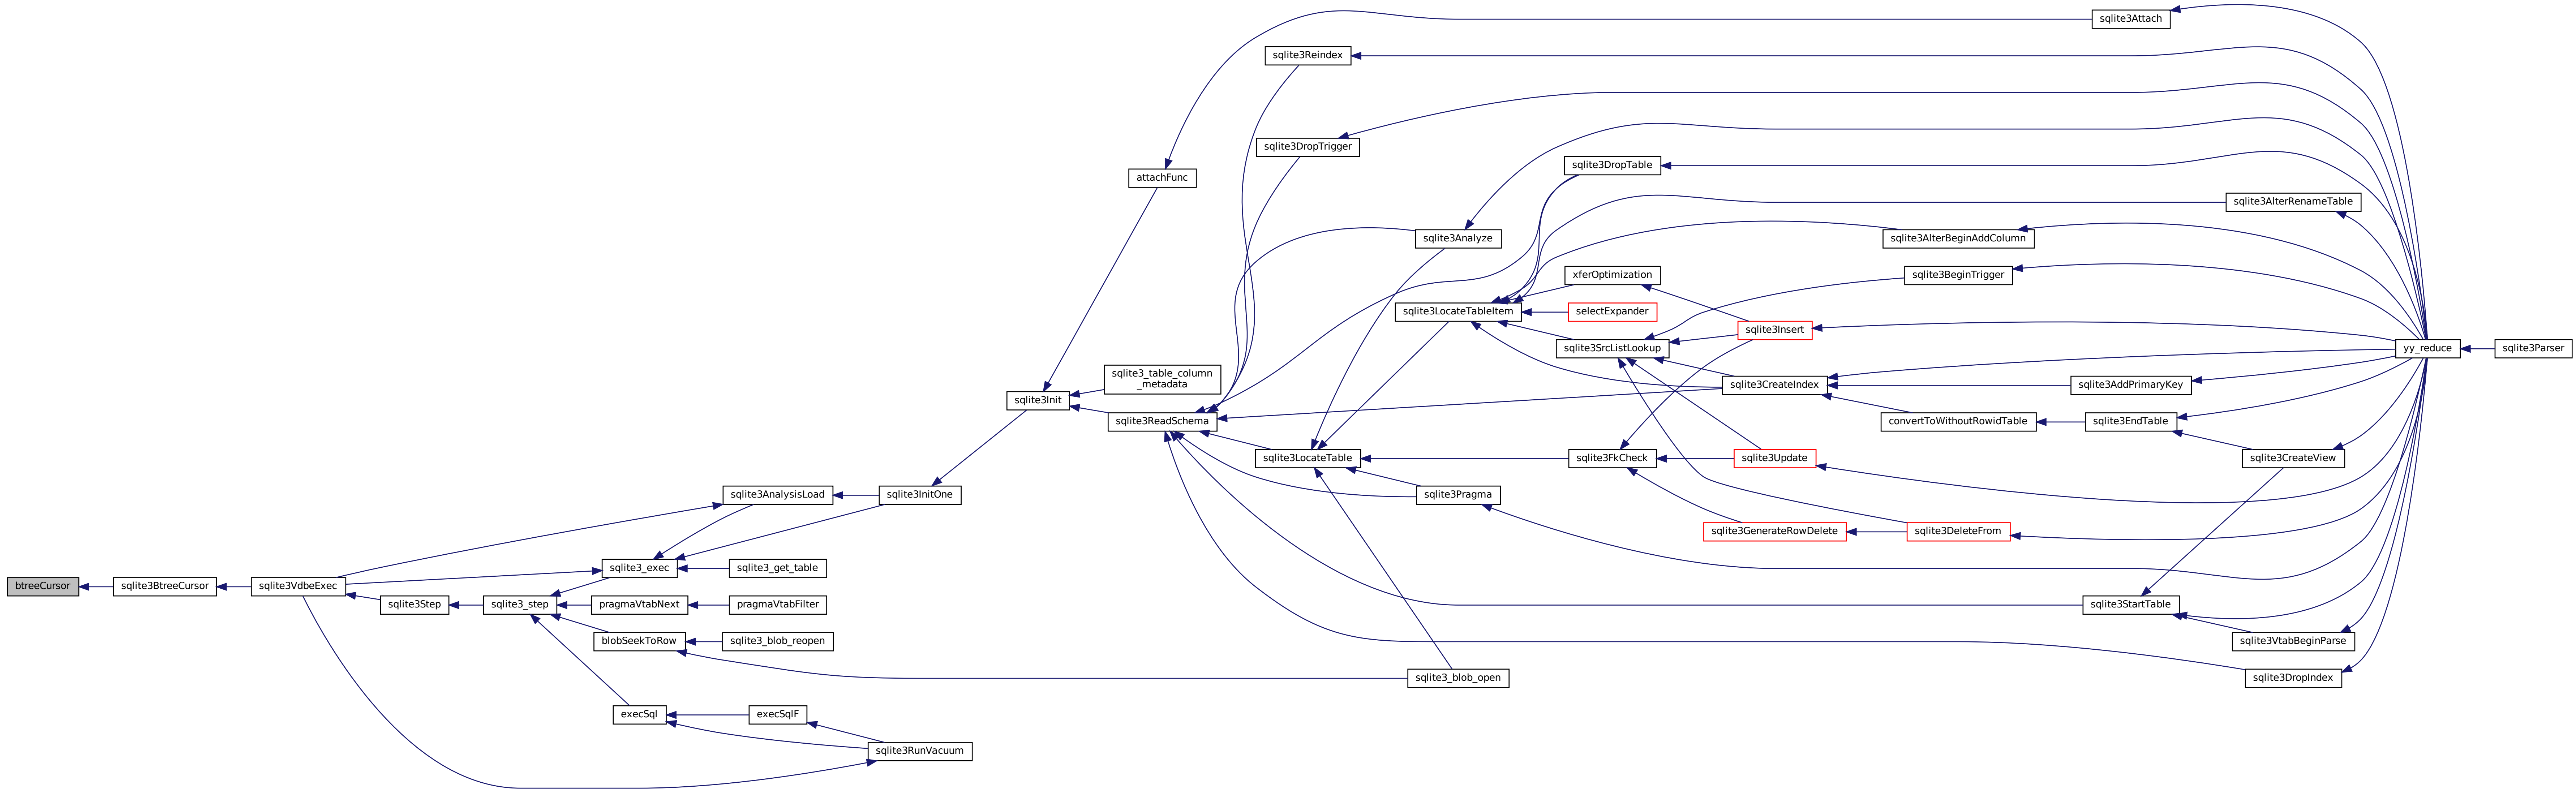 btreeCursor
sqlite3BtreeCursor
sqlite3VdbeExec
sqlite3Step
sqlite3_step
sqlite3_exec
pragmaVtabNext
blobSeekToRow
execSql
sqlite3AnalysisLoad
sqlite3_get_table
pragmaVtabFilter
sqlite3_blob_reopen
execSqlF
sqlite3InitOne
sqlite3RunVacuum
sqlite3Init
attachFunc
sqlite3_table_column
_metadata
sqlite3ReadSchema
sqlite3Reindex
sqlite3DropTrigger
sqlite3LocateTable
sqlite3Analyze
sqlite3LocateTableItem
sqlite3Pragma
sqlite3_blob_open
sqlite3DropTable
xferOptimization
selectExpander
sqlite3SrcListLookup
sqlite3FkCheck
sqlite3Insert
sqlite3CreateIndex
sqlite3Update
sqlite3GenerateRowDelete
sqlite3AlterBeginAddColumn
sqlite3BeginTrigger
convertToWithoutRowidTable
sqlite3DeleteFrom
sqlite3Attach
sqlite3AddPrimaryKey
sqlite3EndTable
sqlite3StartTable
sqlite3AlterRenameTable
sqlite3CreateView
sqlite3VtabBeginParse
sqlite3DropIndex
yy_reduce
sqlite3Parser